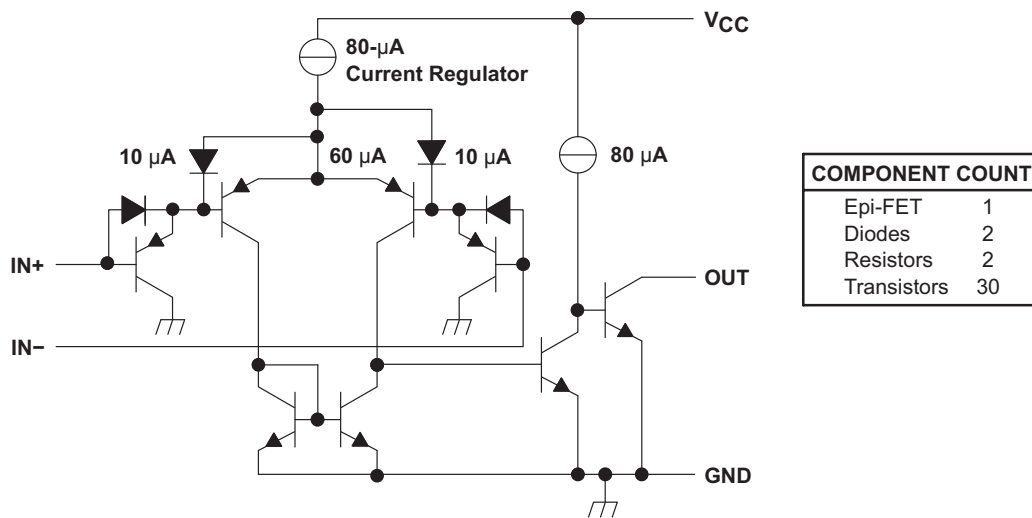 VCC
80-µA
Current Regulator
10 µA
60 µA
10 µA
80 µA
COMPONENT COUNT
Epi-FET 1
Diodes 2
Resistors 2
Transistors 30
IN+
OUT
IN−
GND